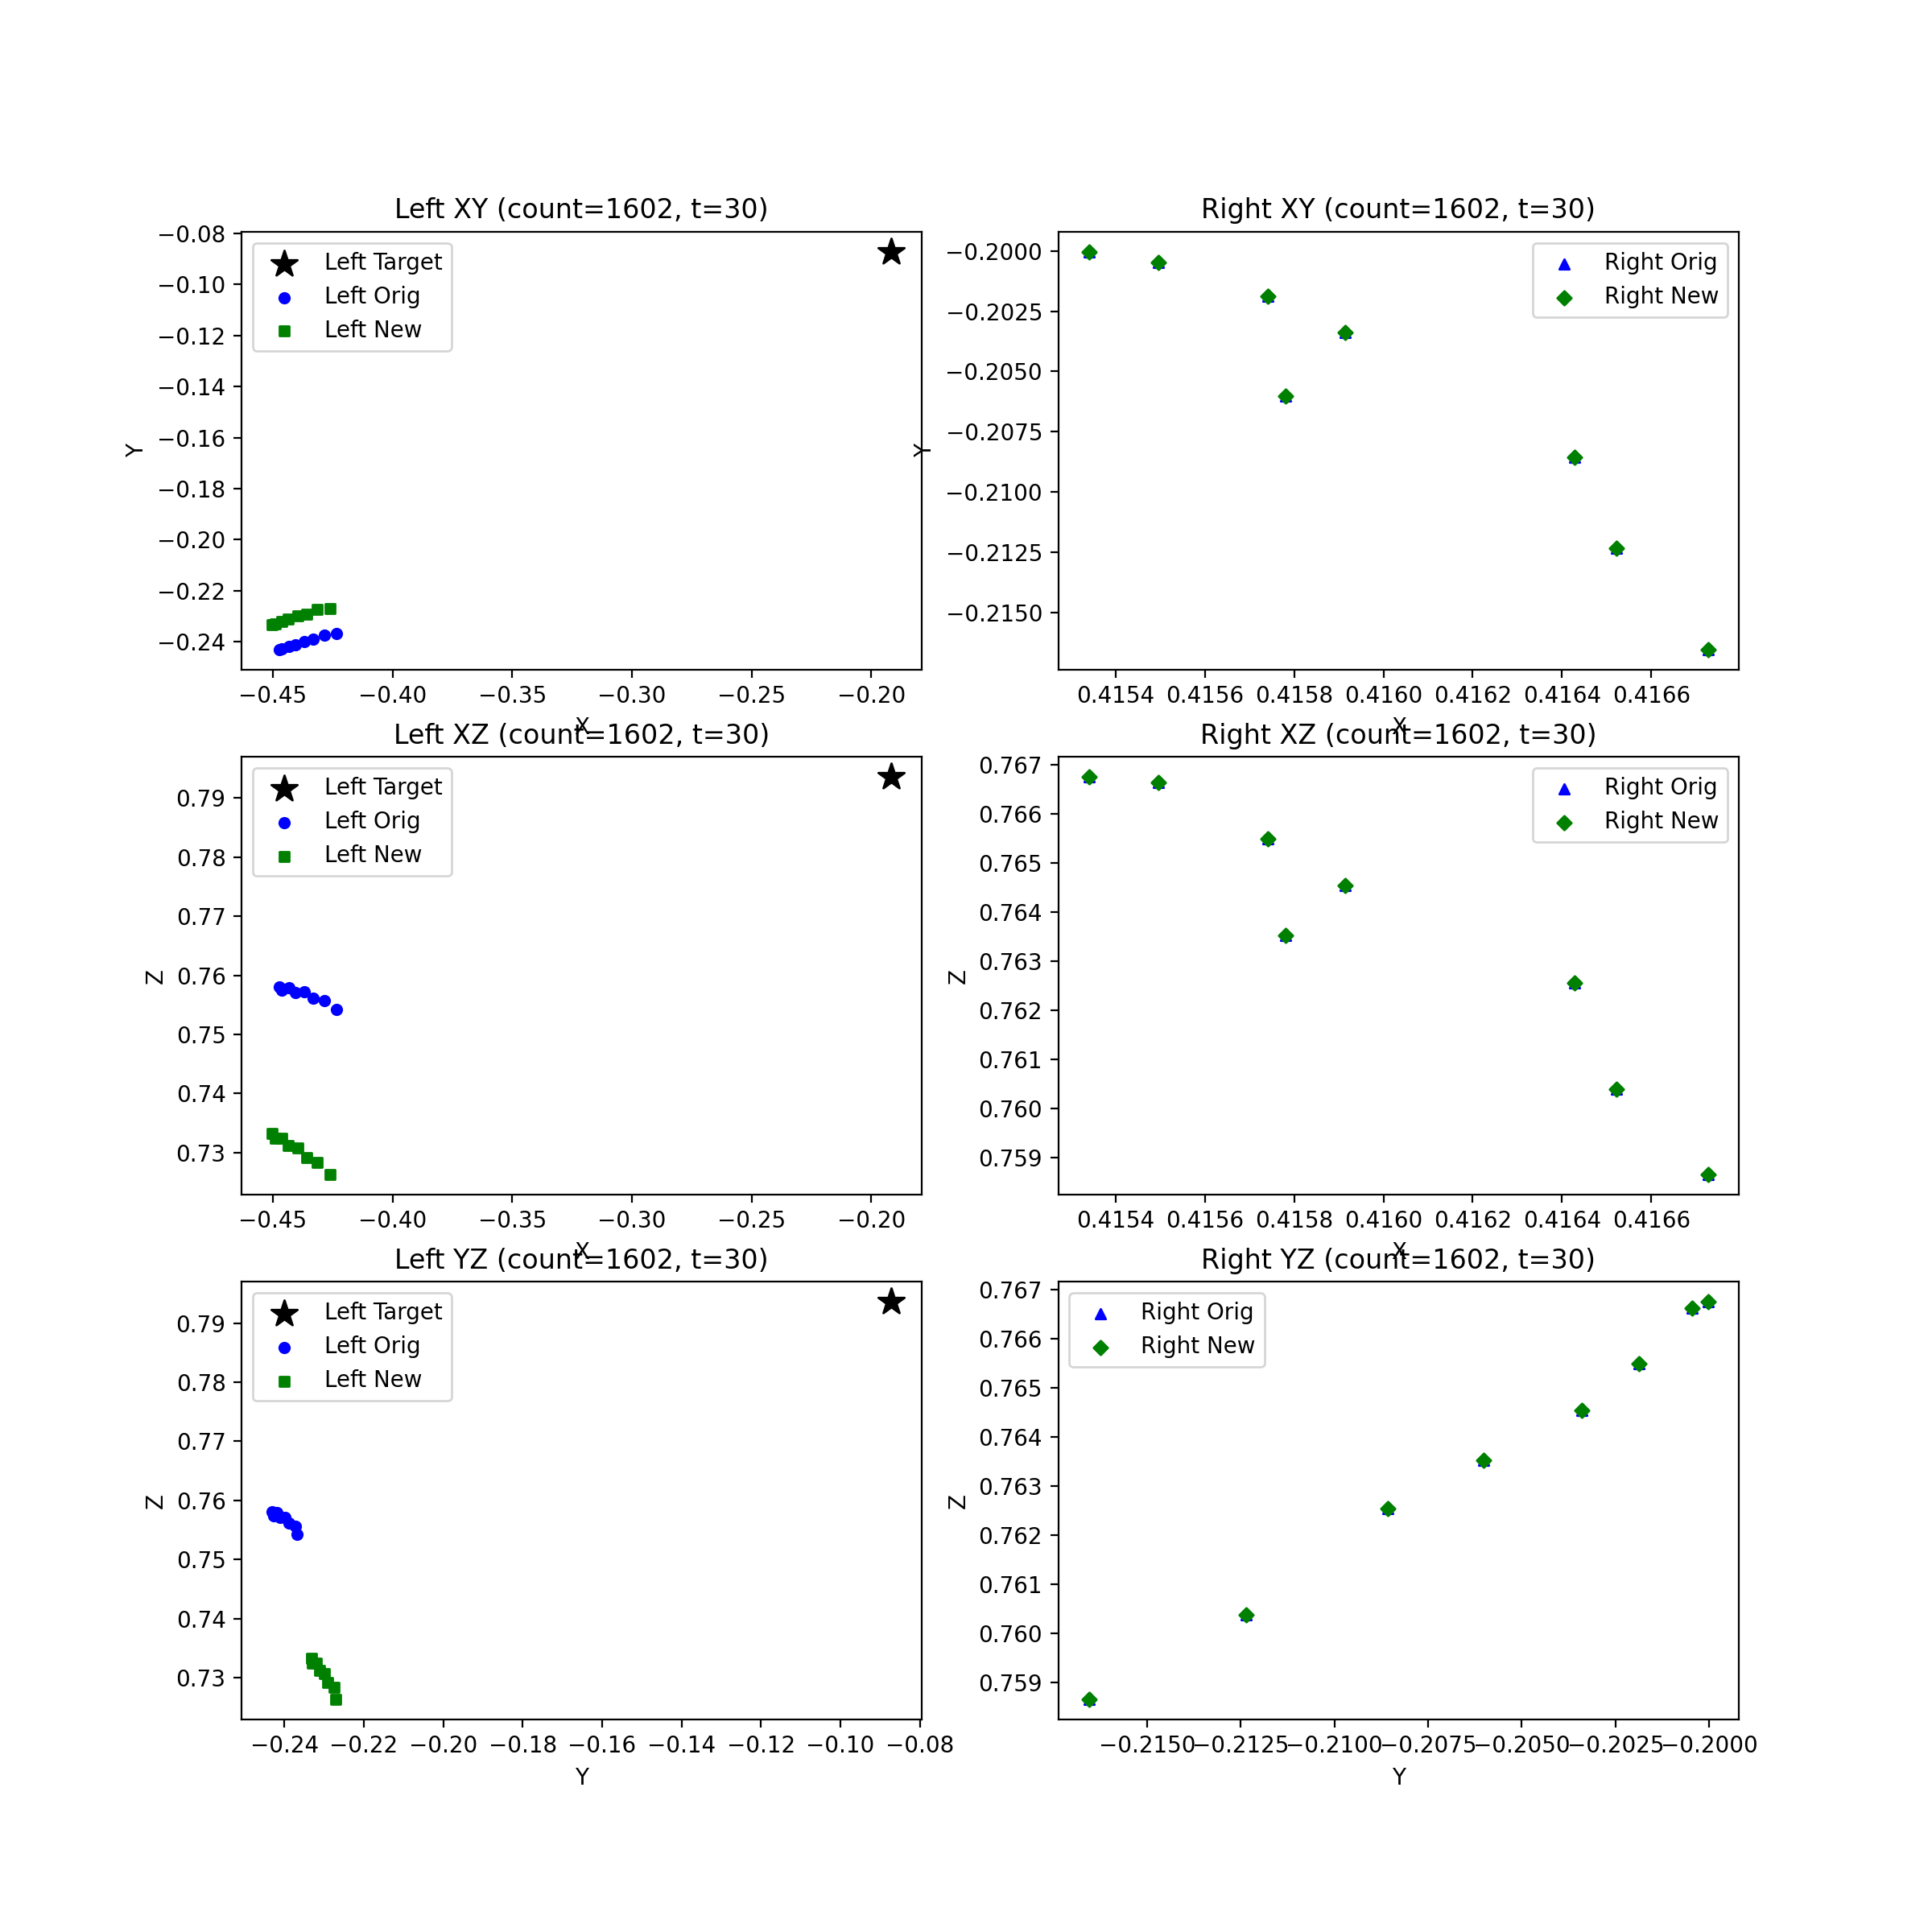 Left XY (count=1602, t=30)
Right XY (count=1602, t=30)
−0.08
−0.10
−0.12
−0.14
−0.16
−0.18
−0.20
−0.22
−0.24
Y
Left Target
Left Orig
Left New
−0.45 −0.40 −0.35 −0.30 −0.25 −0.20
X
−0.2000
−0.2025
−0.2050
−0.2075
−0.2100
−0.2125
−0.2150
Y
Right Orig
Right New
0.4154 0.4156 0.4158 0.4160 0.4162 0.4164 0.4166
X
Left XZ (count=1602, t=30)
Right XZ (count=1602, t=30)
0.79
0.78
0.77
0.76
0.75
0.74
0.73
Z
Left Target
Left Orig
Left New
−0.45 −0.40 −0.35 −0.30 −0.25 −0.20
X
0.767
0.766
0.765
0.764
0.763
0.762
0.761
0.760
0.759
Z
Right Orig
Right New
0.4154 0.4156 0.4158 0.4160 0.4162 0.4164 0.4166
X
Left YZ (count=1602, t=30)
Right YZ (count=1602, t=30)
0.79
0.78
0.77
0.76
0.75
0.74
0.73
Z
Left Target
Left Orig
Left New
−0.24 −0.22 −0.20 −0.18 −0.16 −0.14 −0.12 −0.10 −0.08
Y
0.767
0.766
0.765
0.764
0.763
0.762
0.761
0.760
0.759
Z
Right Orig
Right New
−0.2150 −0.2125 −0.2100 −0.2075 −0.2050 −0.2025 −0.2000
Y